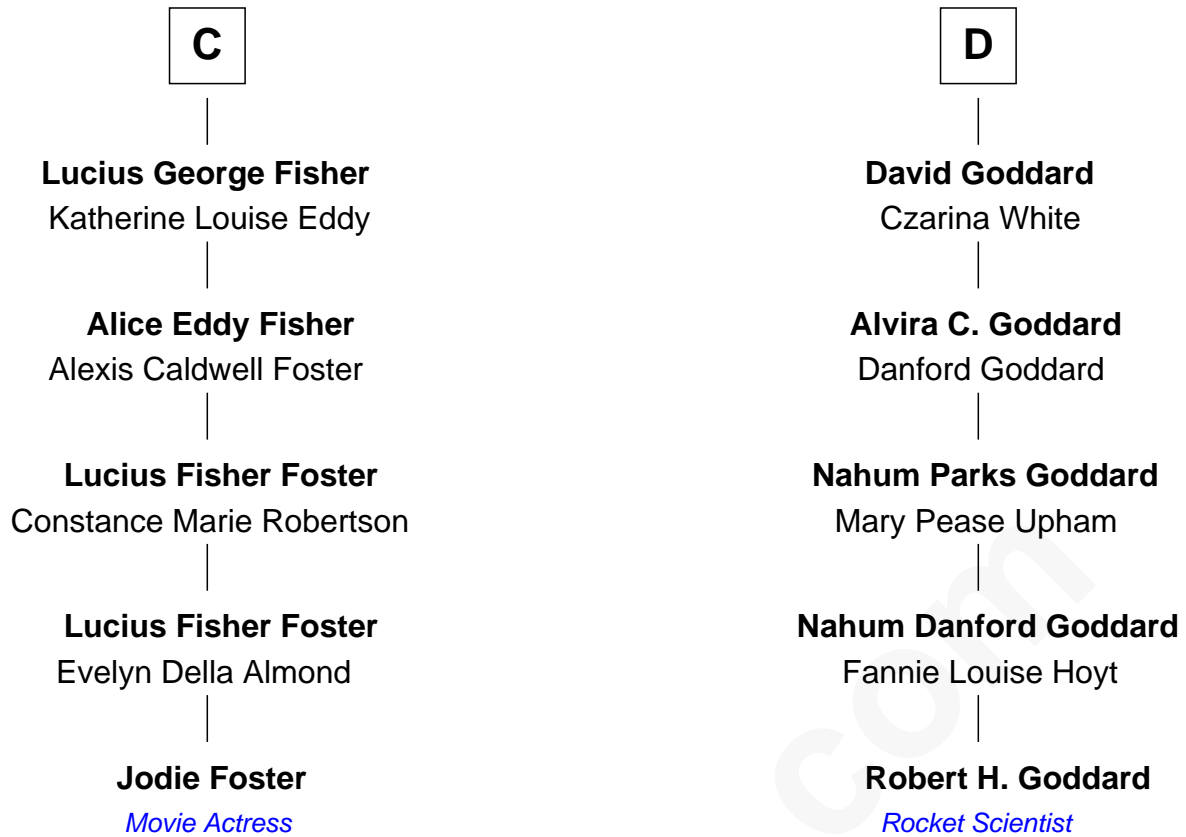 C
Lucius George Fisher
Katherine Louise Eddy
Alice Eddy Fisher
Alexis Caldwell Foster
Lucius Fisher Foster
Constance Marie Robertson
Lucius Fisher Foster
Evelyn Della Almond
Jodie Foster
Movie Actress
D
David Goddard
Czarina White
Alvira C. Goddard
Danford Goddard
Nahum Parks Goddard
Mary Pease Upham
Nahum Danford Goddard
Fannie Louise Hoyt
Robert H. Goddard
Rocket Scientist
com